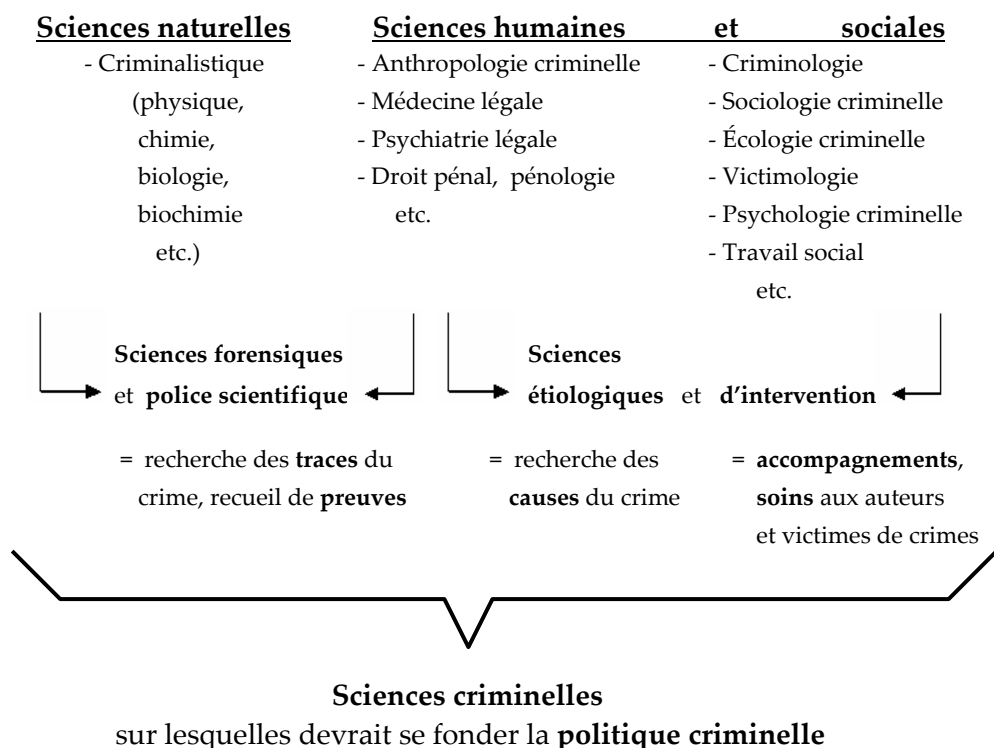 Sciences naturelles
- Criminalistique
(physique,
chimie,
biologie,
biochimie
etc.)
Sciences humaines et sociales
- Anthropologie criminelle
- Médecine légale
- Psychiatrie légale
- Droit pénal, pénologie
etc.
- Criminologie
- Sociologie criminelle
- Écologie criminelle
- Victimologie
- Psychologie criminelle
- Travail social
etc.
Sciences forensiques
et police scientifique
= recherche des traces du
crime, recueil de preuves
Sciences
étiologiques et d'intervention
= recherche des
causes du crime
= accompagnements,
soins aux auteurs
et victimes de crimes
Sciences criminelles
sur lesquelles devrait se fonder la politique criminelle